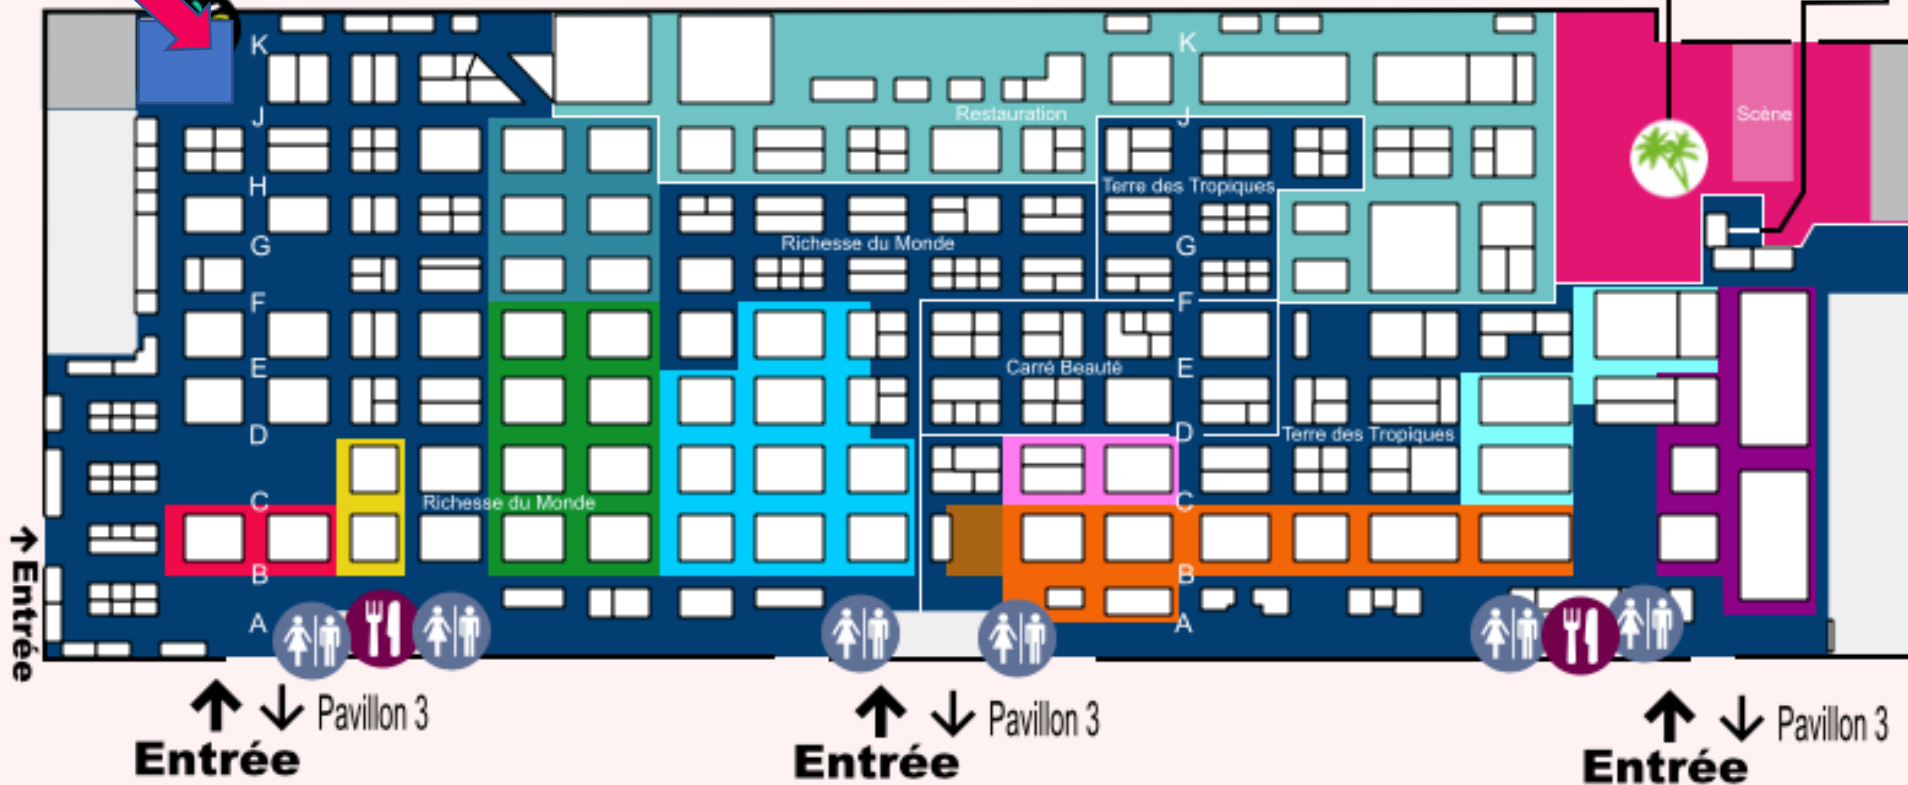 K
K
Scène
Restauration
J
J
H
Terre des Tropiques
Richesse du Monde
G
G
F
F
E
Carré Beauté
E
D
D
Terre des Tropiques
C
Richesse du Monde
C
B
B
A
A
Entrée
Pavillon 3
Pavillon 3
Pavillon 3
Entrée
Entrée
Entrée